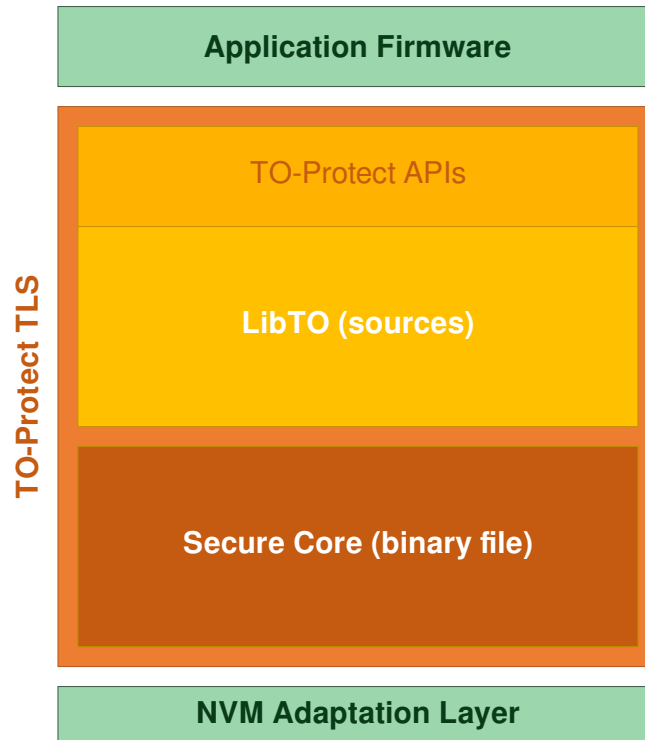 Application Firmware
TO-Protect APIs
LibTO (sources)
TO-Protect TLS
Secure Core (binary file)
NVM Adaptation Layer